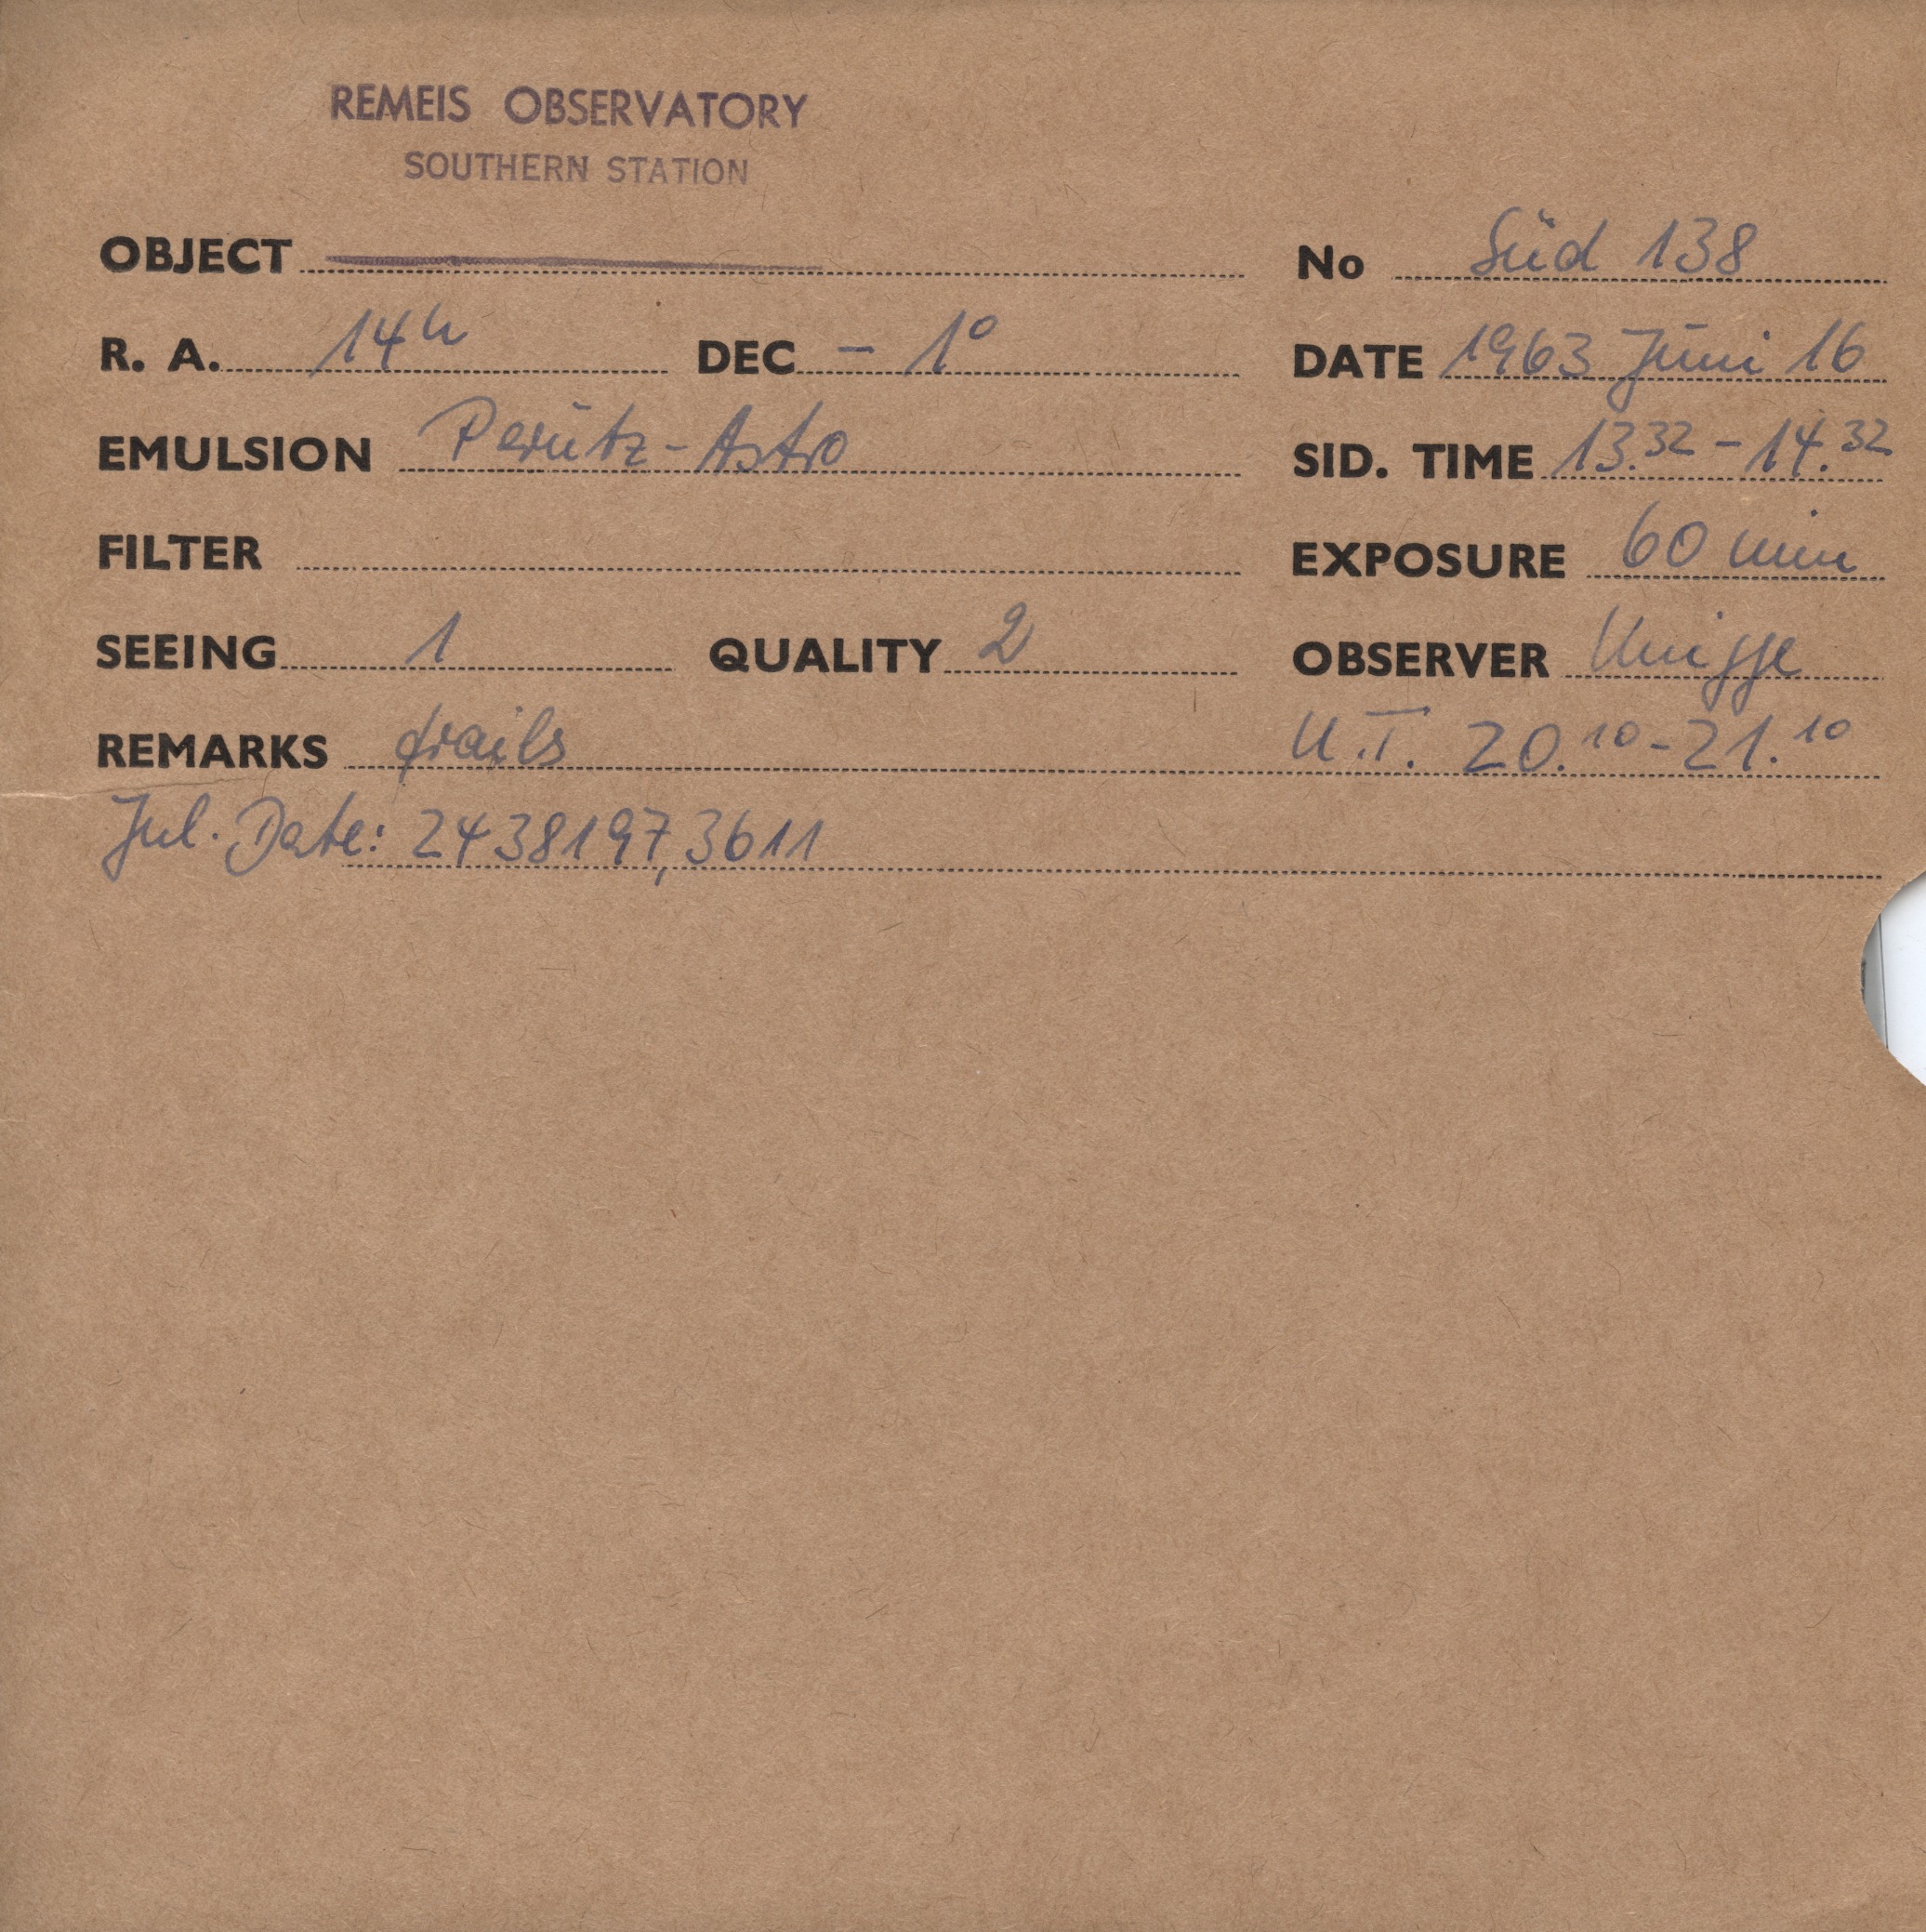 REMEIS OBSERVATORY
SOUTHERN STATION
OBJECT No Süd 138
R. A. 14h DEC - 1° DATE 1963 Juni 16
EMULSION Perutz-Astro SID. TIME 13.32 - 14.32
FILTER EXPOSURE 60 min
SEEING 1 QUALITY 2 OBSERVER Knigge
REMARKS trails U.T. 20.10-21.10
Jul. Date: 2438197,3611